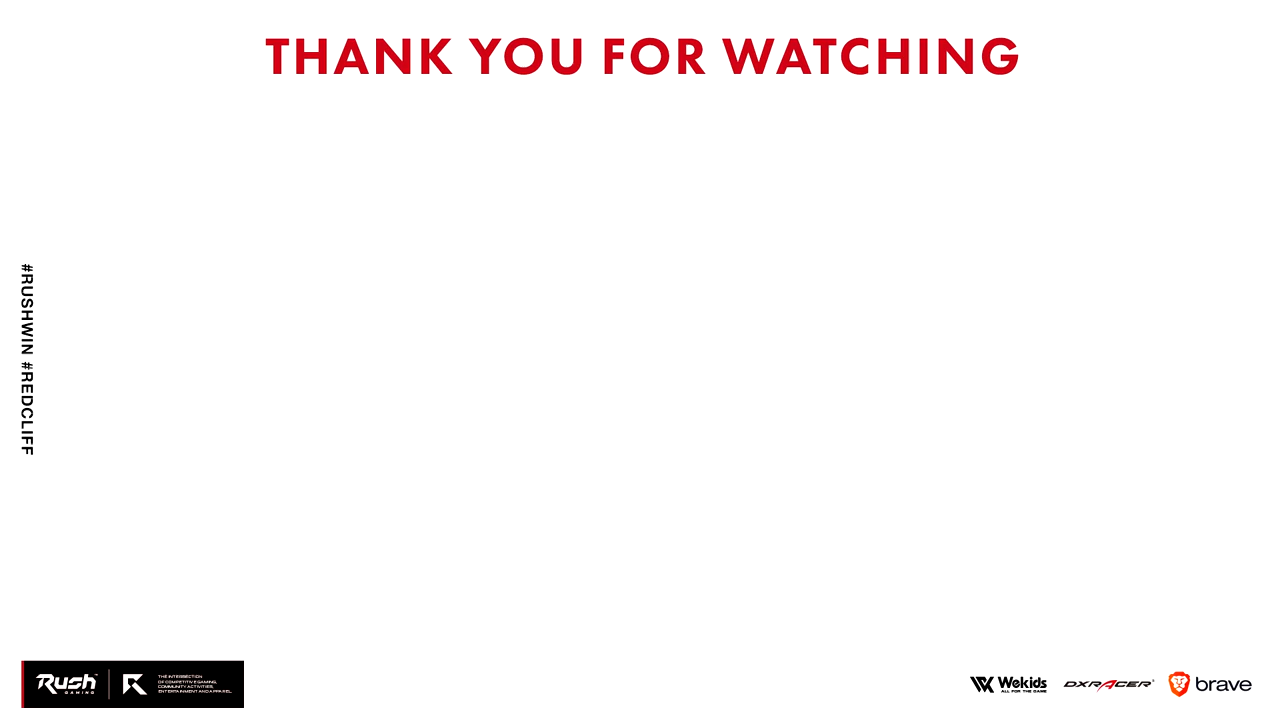 THANK YOU FOR WATCHING
#RUSHWIN #REDCLIFF
Rush
GAMING
THE INTERSECTION
OF COMPETITIVE GAMING,
COMMUNITY ACTIVITIES,
ENTERTAINMENT AND APPAREL.
Wekids
ALL FOR THE GAME
DXRACER
brave